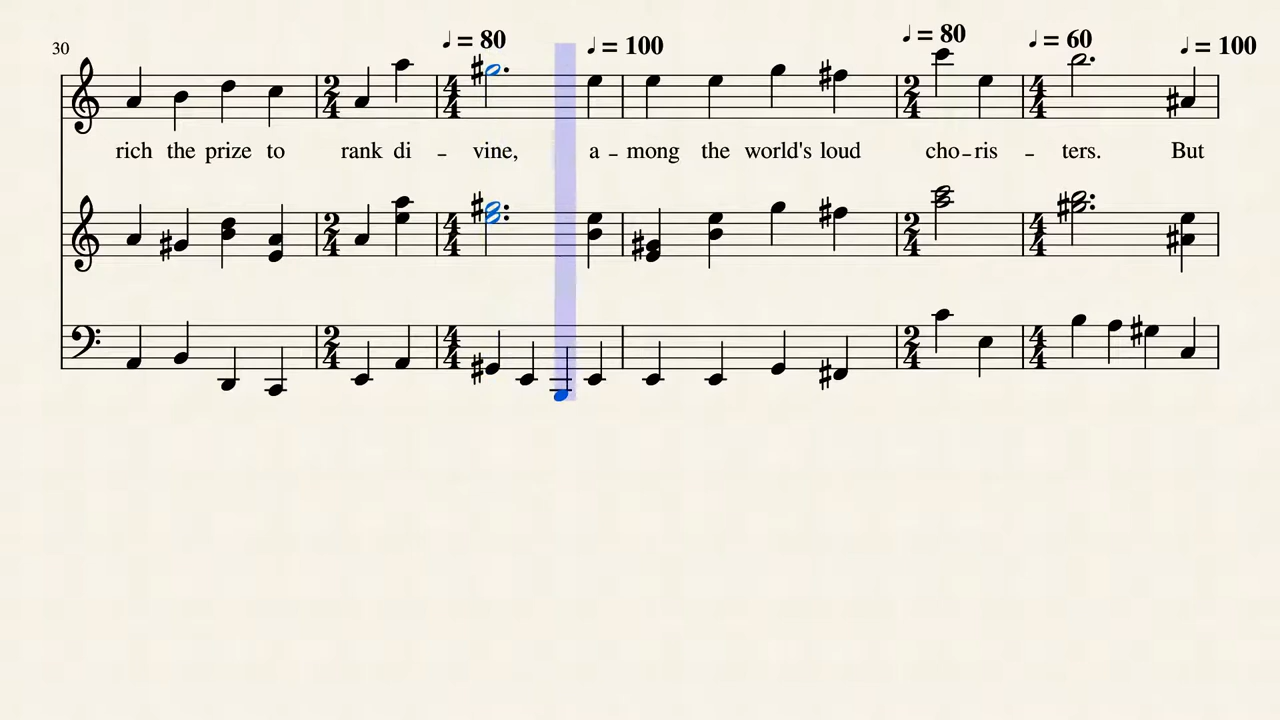 ♩ = 80 ♩ = 100 ♩ = 80 ♩ = 60 ♩ = 100
30
rich the prize to rank di - vine, a - mong the world's loud cho - ris - ters. But